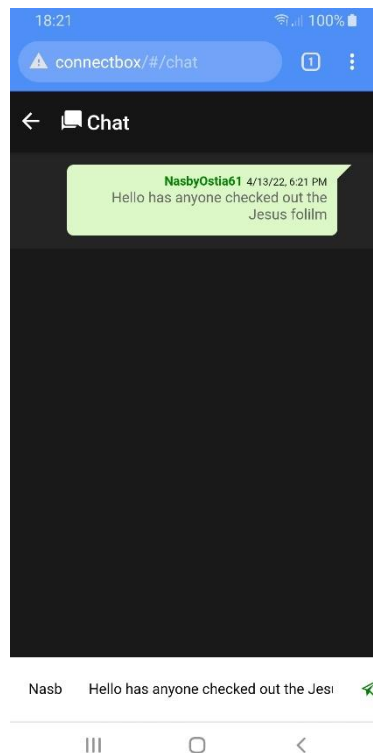 18:21 100%
connectbox/#/chat 1
Chat
NasbyOstia61 4/13/22, 6:21 PM
Hello has anyone checked out the
Jesus folilm
Nasb Hello has anyone checked out the Jesu